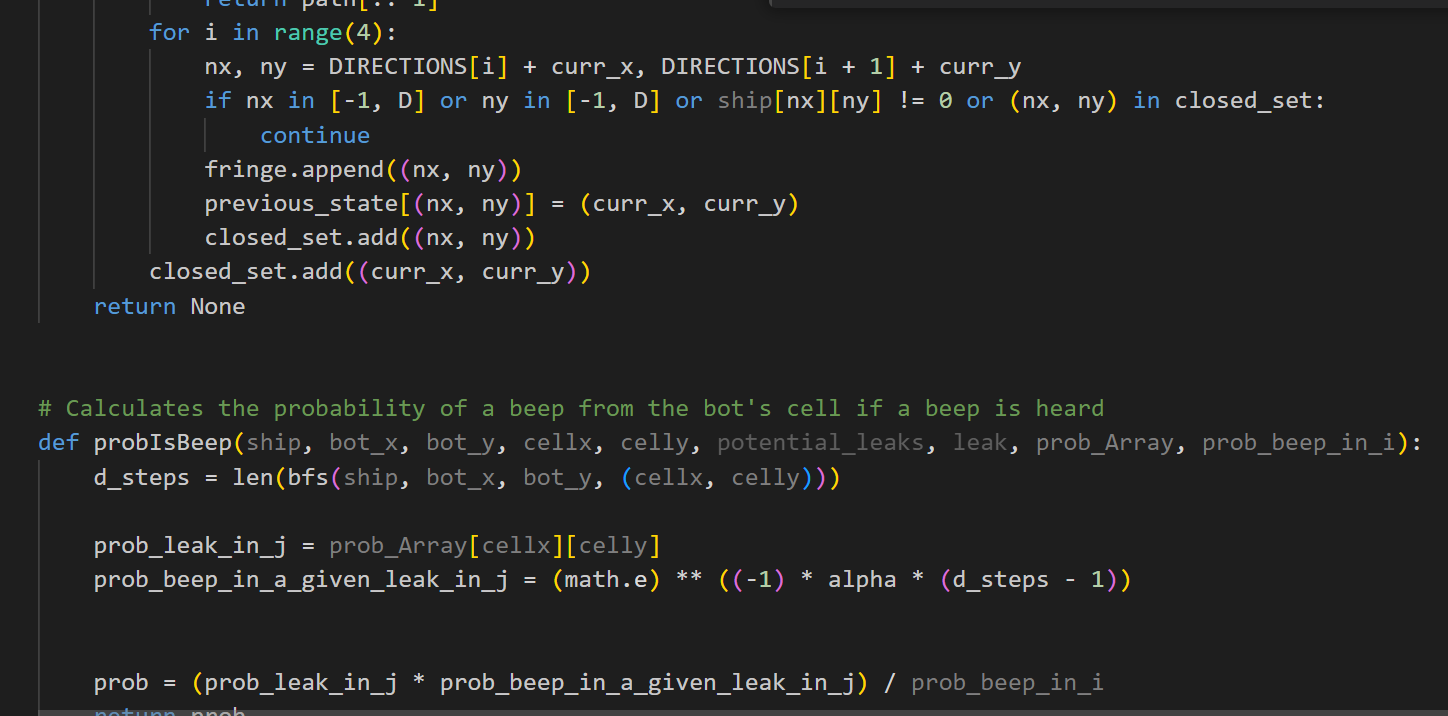 return path[::-1]
for i in range(4):
nx, ny = DIRECTIONS[i] + curr_x, DIRECTIONS[i + 1] + curr_y
if nx in [-1, D] or ny in [-1, D] or ship[nx][ny] != 0 or (nx, ny) in closed_set:
continue
fringe.append((nx, ny))
previous_state[(nx, ny)] = (curr_x, curr_y)
closed_set.add((nx, ny))
closed_set.add((curr_x, curr_y))
return None
# Calculates the probability of a beep from the bot's cell if a beep is heard
def probIsBeep(ship, bot_x, bot_y, cellx, celly, potential_leaks, leak, prob_Array, prob_beep_in_i):
d_steps = len(bfs(ship, bot_x, bot_y, (cellx, celly)))
prob_leak_in_j = prob_Array[cellx][celly]
prob_beep_in_a_given_leak_in_j = (math.e) ** ((-1) * alpha * (d_steps - 1))
prob = (prob_leak_in_j * prob_beep_in_a_given_leak_in_j) / prob_beep_in_i
return prob